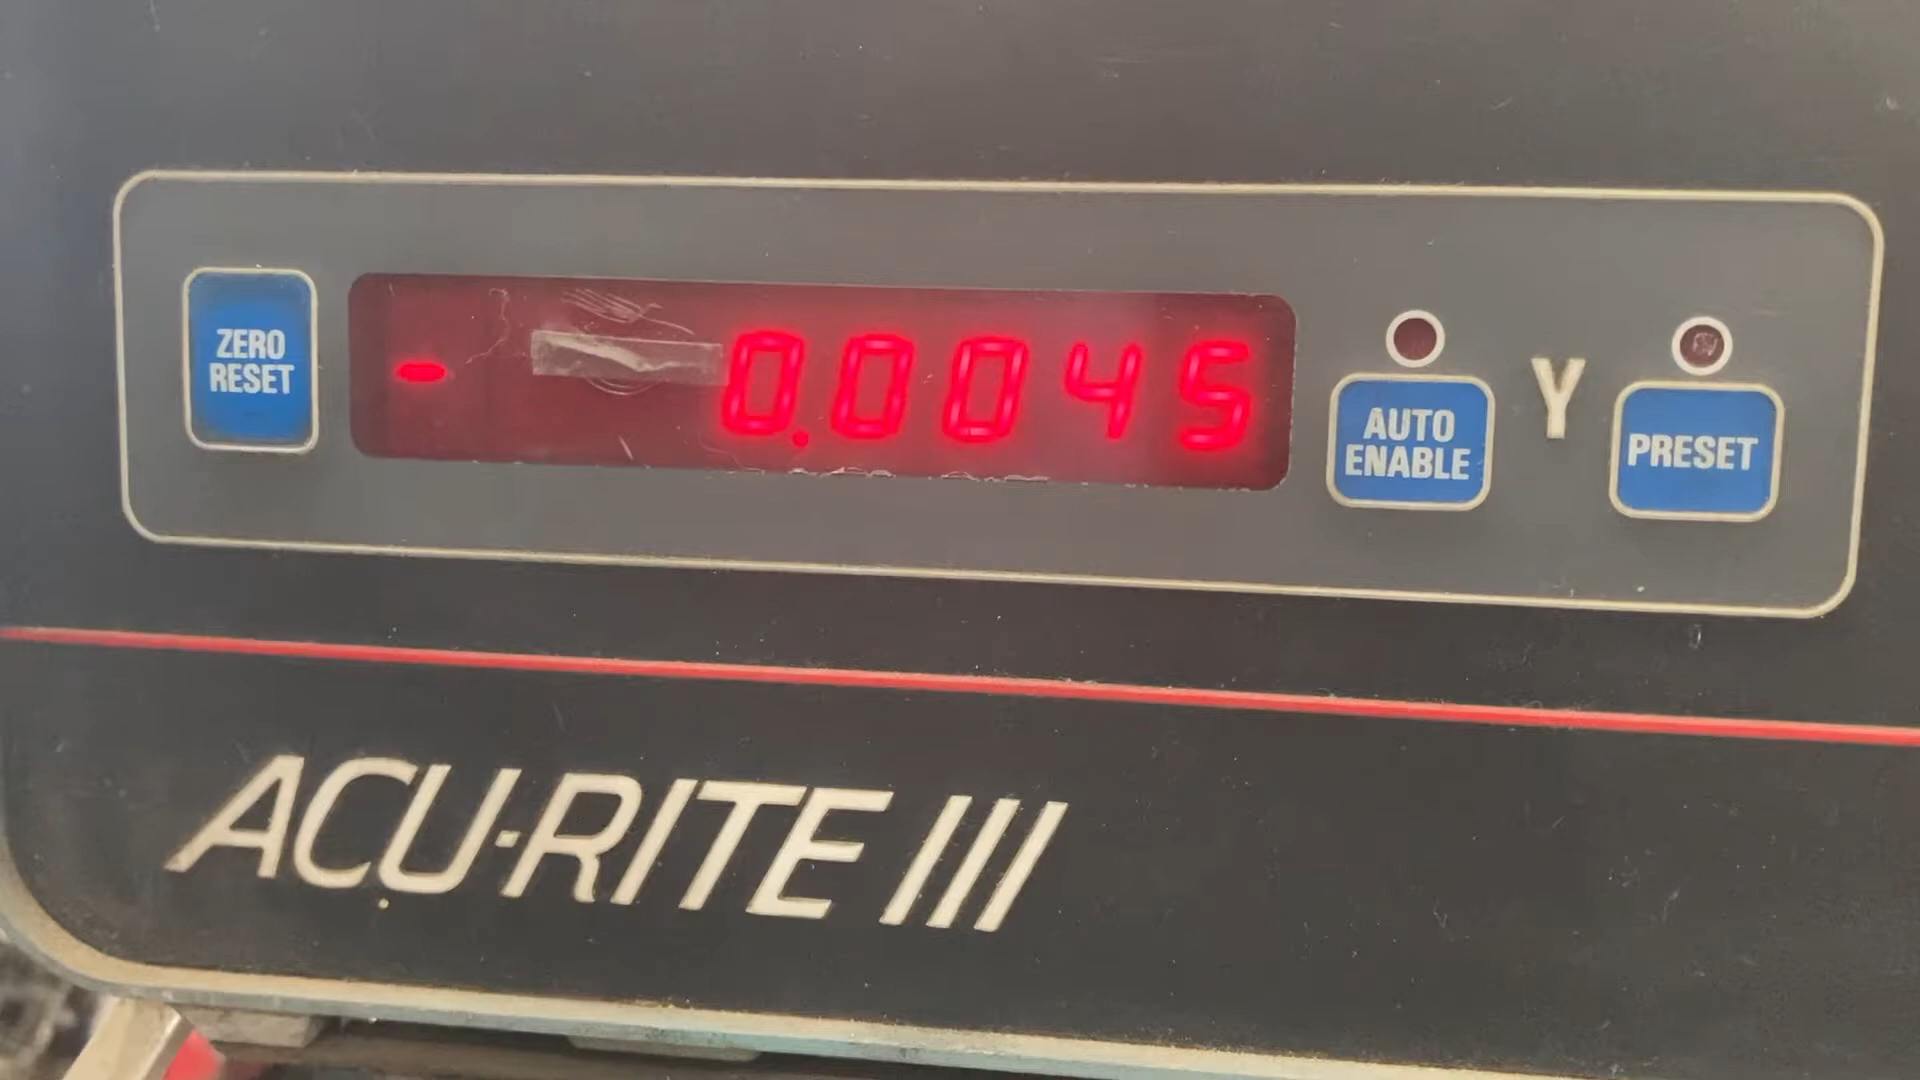 ZERO
RESET
-0.0045
AUTO
ENABLE
Y
PRESET
ACU·RITE III